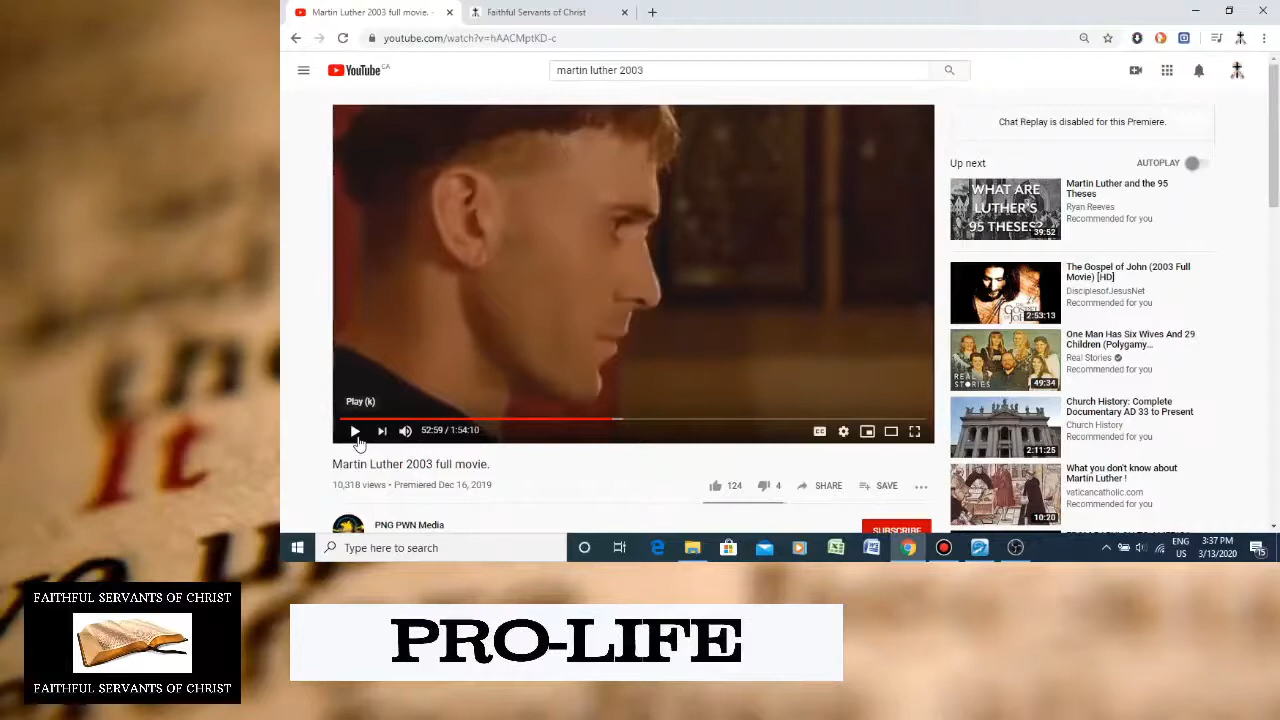 Martin Luther 2003 full movie. -
Faithful Servants of Christ
youtube.com/watch?v=hAACMptKD-c
YouTube CA
martin luther 2003
Chat Replay is disabled for this Premiere.
Up next
AUTOPLAY
WHAT ARE
LUTHER'S
95 THESES?
39:52
Martin Luther and the 95
Theses
Ryan Reeves
Recommended for you
2:53:13
The Gospel of John (2003 Full
Movie) [HD]
DisciplesofJesusNet
Recommended for you
REAL
STORIES
49:34
One Man Has Six Wives And 29
Children (Polygamy...
Real Stories
Recommended for you
2:11:25
Church History: Complete
Documentary AD 33 to Present
Church History
Recommended for you
10:20
What you don't know about
Martin Luther !
vaticancatholic.com
Recommended for you
Play (k)
52:59 / 1:54:10
Martin Luther 2003 full movie.
10,318 views • Premiered Dec 16, 2019
124
4
SHARE
SAVE
PNG PWN Media
SUBSCRIBE
Type here to search
ENG
US
3:37 PM
3/13/2020
15
It
FAITHFUL SERVANTS OF CHRIST
FAITHFUL SERVANTS OF CHRIST
PRO-LIFE